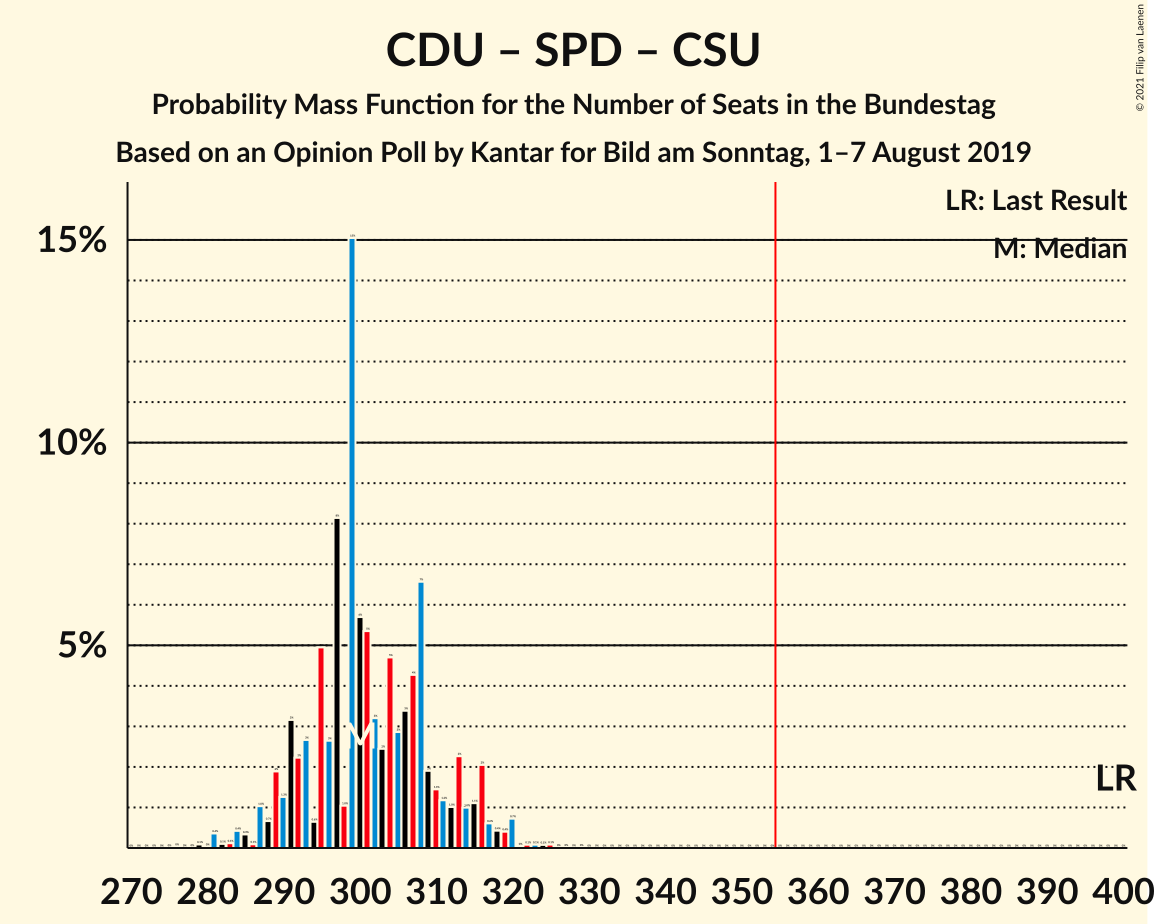 CDU – SPD – CSU
Probability Mass Function for the Number of Seats in the Bundestag
Based on an Opinion Poll by Kantar for Bild am Sonntag, 1–7 August 2019
© 2021 Filip van Laenen
LR: Last Result
M: Median
15%
10%
5%
M
LR
270 280 290 300 310 320 330 340 350 360 370 380 390 400